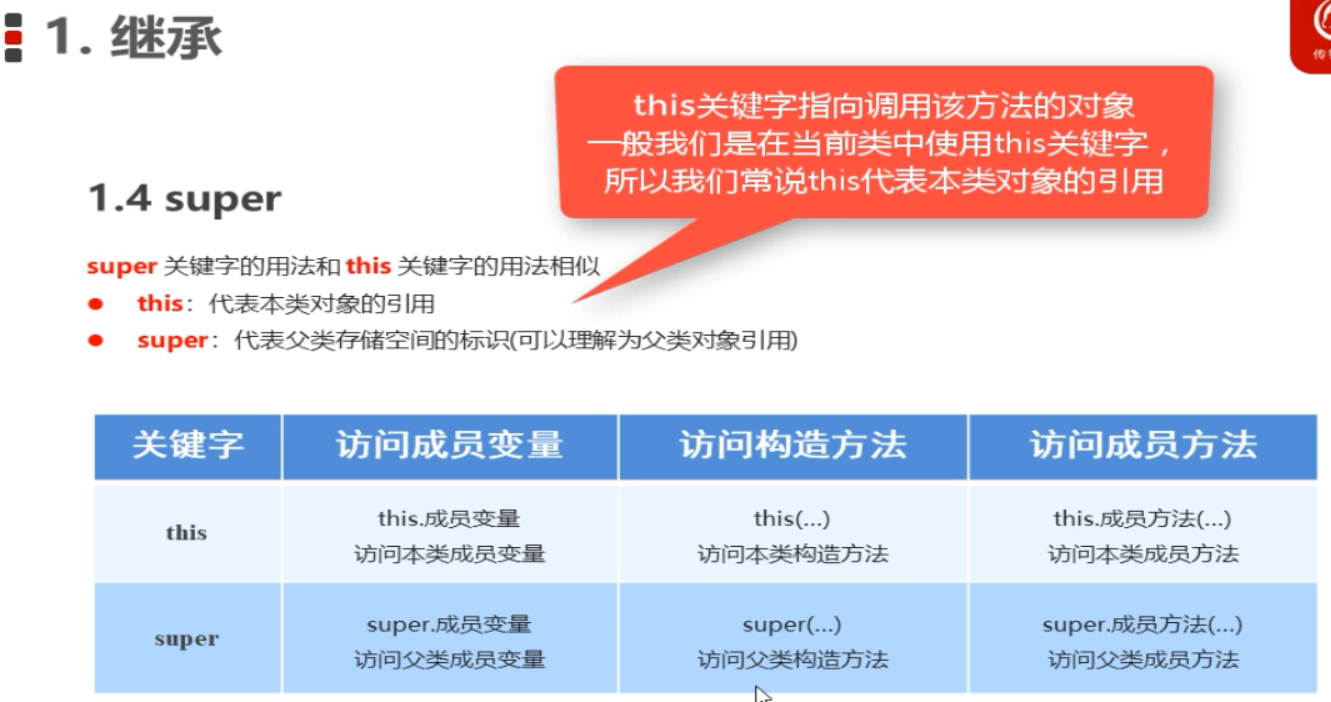 1. 继承
this关键字指向调用该方法的对象
一般我们是在当前类中使用this关键字，
所以我们常说this代表本类对象的引用
1.4 super
super 关键字的用法和 this 关键字的用法相似
● this：代表本类对象的引用
● super：代表父类存储空间的标识(可以理解为父类对象引用)
关键字 访问成员变量 访问构造方法 访问成员方法
this
this.成员变量
访问本类成员变量
this(...)
访问本类构造方法
this.成员方法(...)
访问本类成员方法
super
super.成员变量
访问父类成员变量
super(...)
访问父类构造方法
super.成员方法(...)
访问父类成员方法